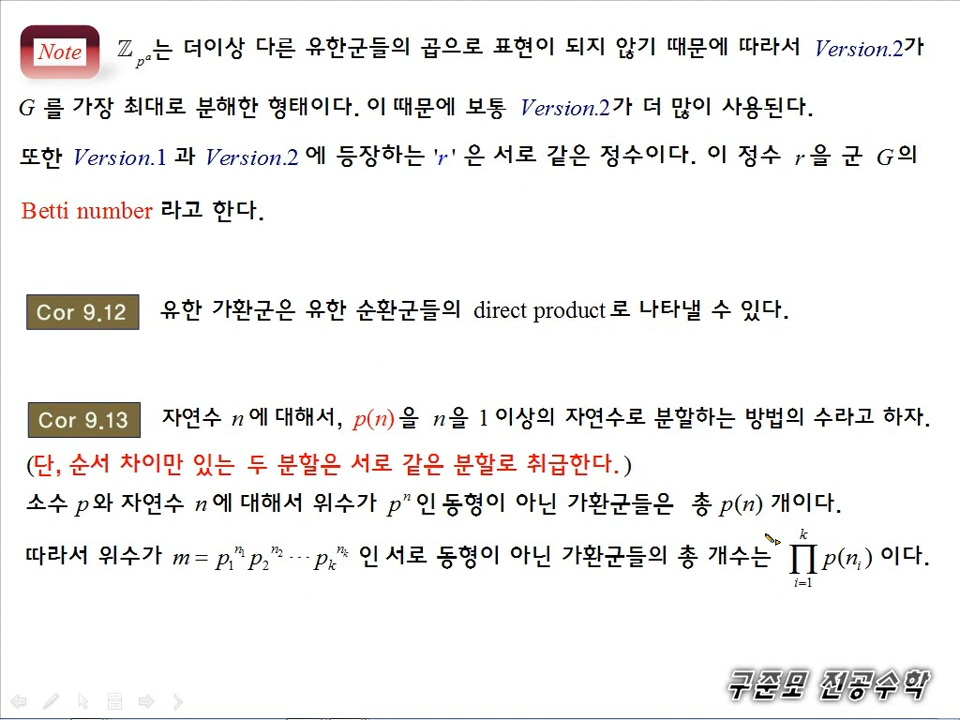 Note ℤ_{p^a}는 더이상 다른 유한군들의 곱으로 표현이 되지 않기 때문에 따라서 Version.2가
G 를 가장 최대로 분해한 형태이다. 이 때문에 보통 Version.2가 더 많이 사용된다.
또한 Version.1 과 Version.2 에 등장하는 'r' 은 서로 같은 정수이다. 이 정수 r을 군 G의
Betti number 라고 한다.
Cor 9.12 유한 가환군은 유한 순환군들의 direct product로 나타낼 수 있다.
Cor 9.13 자연수 n에 대해서, p(n)을 n을 1 이상의 자연수로 분할하는 방법의 수라고 하자.
(단, 순서 차이만 있는 두 분할은 서로 같은 분할로 취급한다.)
소수 p와 자연수 n에 대해서 위수가 p^n인 동형이 아닌 가환군들은 총 p(n) 개이다.
따라서 위수가 m = p_1^{n_1} p_2^{n_2} ⋯ p_k^{n_k} 인 서로 동형이 아닌 가환군들의 총 개수는 ∏_{i=1}^{k} p(n_i) 이다.
구준모 전공수학